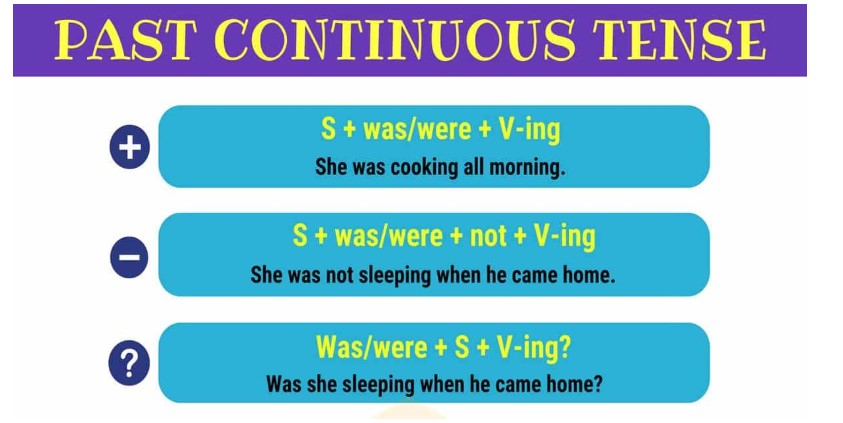 PAST CONTINUOUS TENSE
+
S + was/were + V-ing
She was cooking all morning.
−
S + was/were + not + V-ing
She was not sleeping when he came home.
?
Was/were + S + V-ing?
Was she sleeping when he came home?